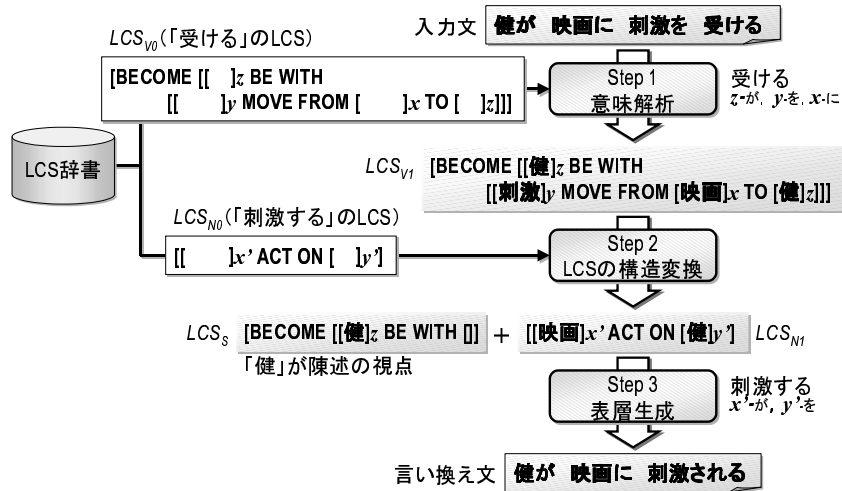 入力文 健が 映画に 刺激を 受ける
LCS_V0(「受ける」のLCS)
[BECOME [[ ]z BE WITH
[[ ]y MOVE FROM [ ]x TO [ ]z]]]
Step 1
意味解析
受ける
z-が, y-を, x-に
LCS辞書
LCS_V1 [BECOME [[健]z BE WITH
[[刺激]y MOVE FROM [映画]x TO [健]z]]]
LCS_N0(「刺激する」のLCS)
[[ ]x' ACT ON [ ]y']
Step 2
LCSの構造変換
LCS_S [BECOME [[健]z BE WITH []] + [[映画]x' ACT ON [健]y'] LCS_N1
「健」が陳述の視点
Step 3
表層生成
刺激する
x'-が, y'-を
言い換え文 健が 映画に 刺激される